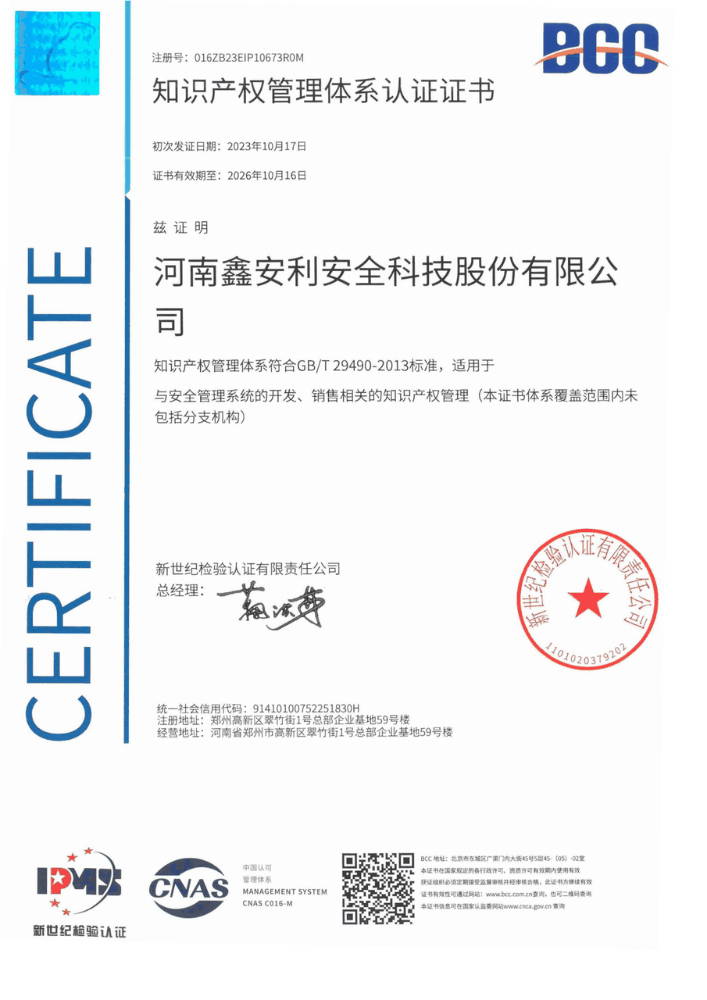 注册号：016ZB23EIP10673R0M
BCC
知识产权管理体系认证证书
初次发证日期：2023年10月17日
证书有效期至：2026年10月16日
兹 证 明
河南鑫安利安全科技股份有限公
司
知识产权管理体系符合GB/T 29490-2013标准，适用于
与安全管理系统的开发、销售相关的知识产权管理（本证书体系覆盖范围内未
包括分支机构）
CERTIFICATE
新世纪检验认证有限责任公司
总经理：
新世纪检验认证有限责任公司
1101020379202
统一社会信用代码：91410100752251830H
注册地址：郑州高新区翠竹街1号总部企业基地59号楼
经营地址：河南省郑州市高新区翠竹街1号总部企业基地59号楼
IPMS
新世纪检验认证
CNAS
中国认可
管理体系
MANAGEMENT SYSTEM
CNAS C016-M
BCC 地址：北京市东城区广渠门内大街45号5层45-（05）-02室
本证书在国家规定的各行政许可、资质许可有效期内使用有效
获证组织必须定期接受监督审核并经审核合格，此证书方继续有效
证书有效性可通过网站：www.bcc.com.cn查询，也可二维码查询
本证书信息可在国家认监委网站www.cnca.gov.cn 查询